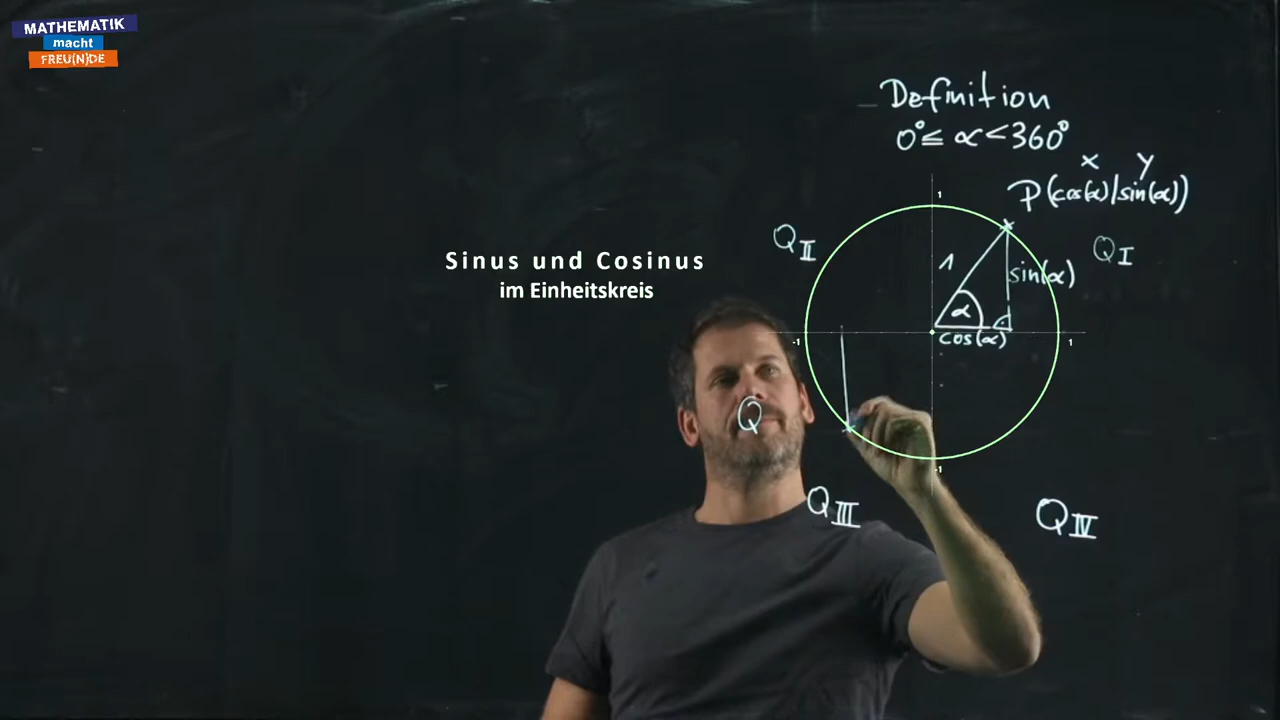 MATHEMATIK
macht
FREU(N)DE
Definition
0° ≤ α < 360°
x y
P(cos(α)|sin(α))
1
Q II
Q I
Sinus und Cosinus
im Einheitskreis
1
sin(α)
α
cos(α)
-1
1
Q
-1
Q III
Q IV